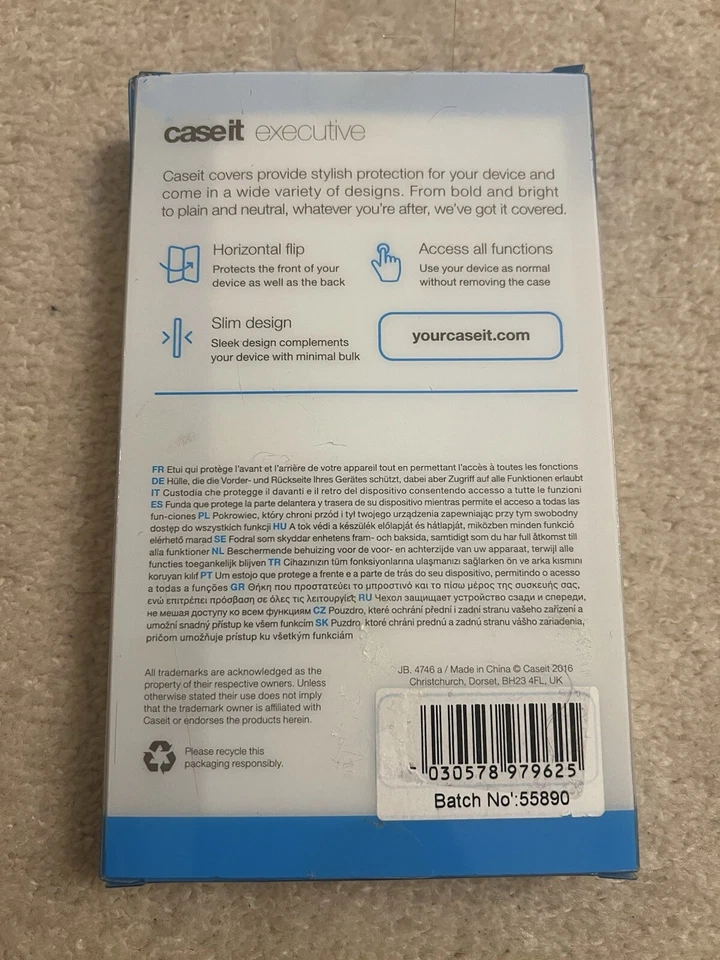 caseit executive
Caseit covers provide stylish protection for your device and
come in a wide variety of designs. From bold and bright
to plain and neutral, whatever you're after, we've got it covered.
Horizontal flip
Protects the front of your
device as well as the back
Access all functions
Use your device as normal
without removing the case
Slim design
Sleek design complements
your device with minimal bulk
yourcaseit.com
FR Etui qui protège l'avant et l'arrière de votre appareil tout en permettant l'accès à toutes les fonctions
DE Hülle, die die Vorder- und Rückseite Ihres Gerätes schützt, dabei aber Zugriff auf alle Funktionen erlaubt
IT Custodia che protegge il davanti e il retro del dispositivo consentendo accesso a tutte le funzioni
ES Funda que protege la parte delantera y trasera de su dispositivo mientras permite el acceso a todas las
fun-ciones PL Pokrowiec, który chroni przód i tył twojego urządzenia zapewniając przy tym swobodny
dostęp do wszystkich funkcji HU A tok védi a készülék előlapját és hátlapját, miközben minden funkció
elérhető marad SE Fodral som skyddar enhetens fram- och baksida, samtidigt som du har full åtkomst till
alla funktioner NL Beschermende behuizing voor de voor- en achterzijde van uw apparaat, terwijl alle
functies toegankelijk blijven TR Cihazınızın tüm fonksiyonlarına ulaşmanızı sağlarken ön ve arka kısmını
koruyan kılıf PT Um estojo que protege a frente e a parte de trás do seu dispositivo, permitindo o acesso
a todas a funções GR Θήκη που προστατεύει το μπροστινό και το πίσω μέρος της συσκευής σας,
ενώ επιτρέπει πρόσβαση σε όλες τις λειτουργίες RU Чехол защищает устройство сзади и спереди,
не мешая доступу ко всем функциям CZ Pouzdro, které ochrání přední i zadní stranu vašeho zařízení a
umožní snadný přístup ke všem funkcím SK Puzdro, ktoré chráni prednú a zadnú stranu vášho zariadenia,
pričom umožňuje prístup ku všetkým funkciám
All trademarks are acknowledged as the
property of their respective owners. Unless
otherwise stated their use does not imply
that the trademark owner is affiliated with
Caseit or endorses the products herein.
Please recycle this
packaging responsibly.
JB. 4746 a / Made in China © Caseit 2016
Christchurch, Dorset, BH23 4FL, UK
030578 979625
Batch No':55890